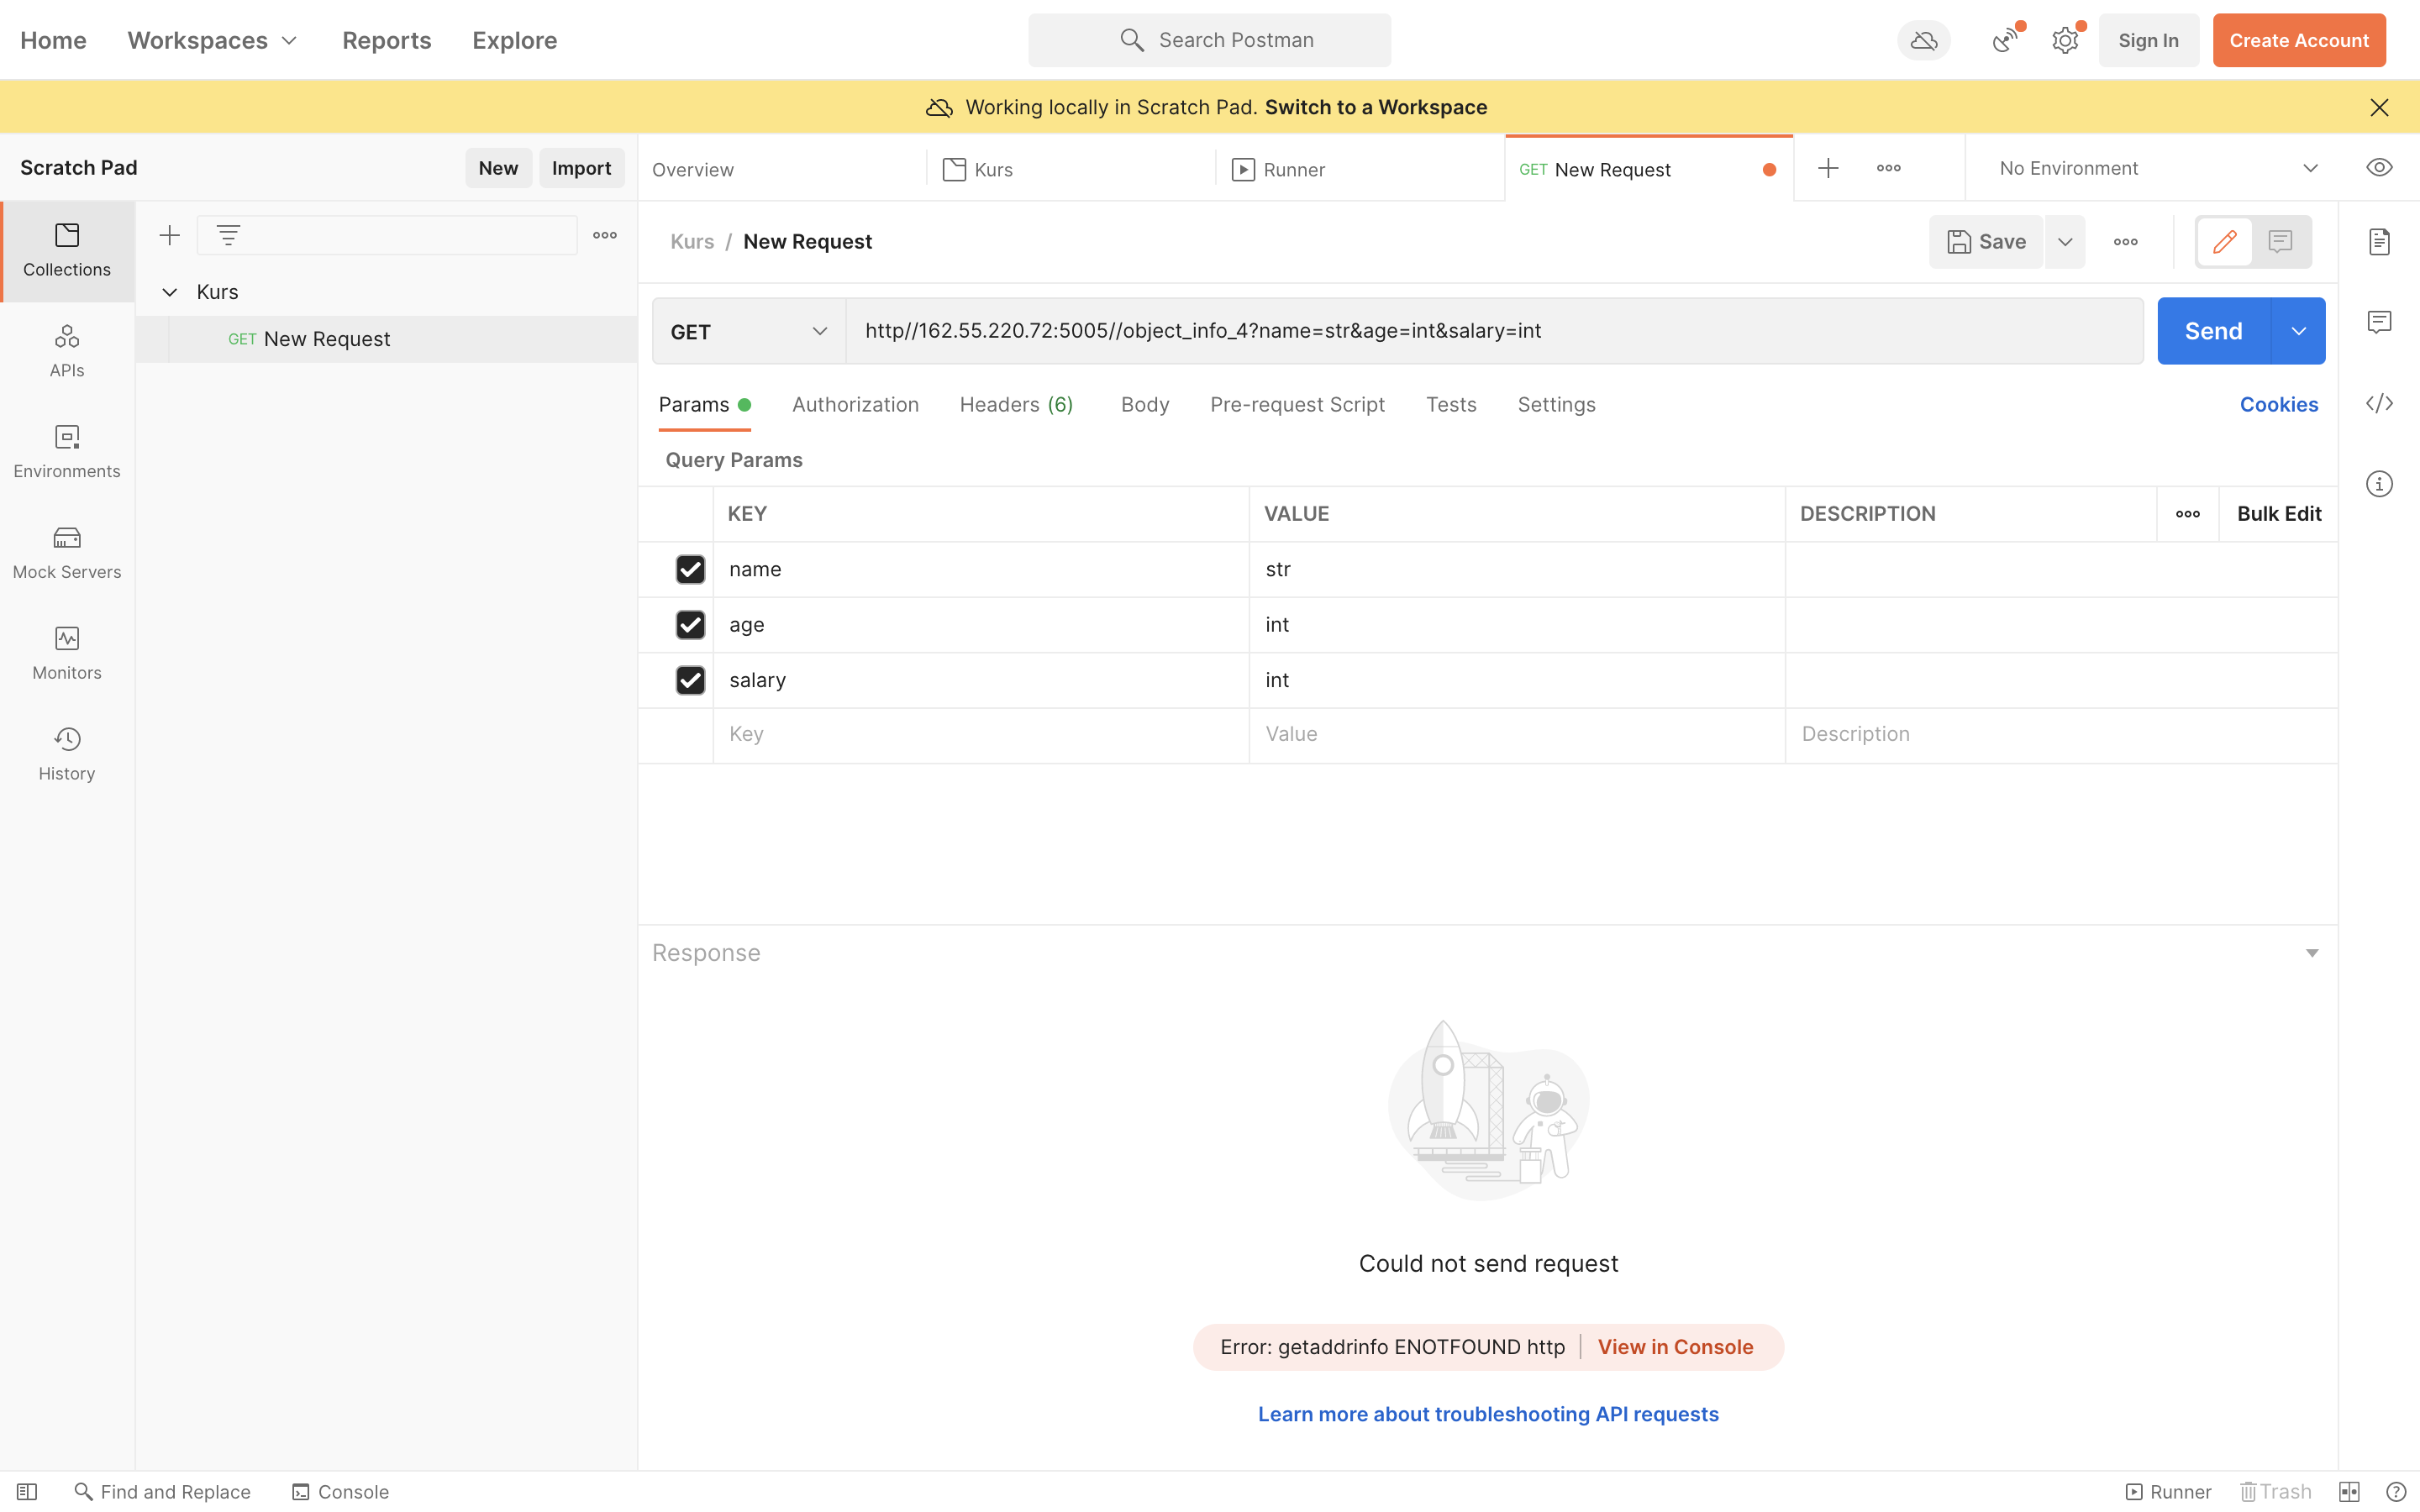 Home Workspaces Reports Explore Search Postman Sign In Create Account
Working locally in Scratch Pad. Switch to a Workspace
Scratch Pad New Import Overview Kurs Runner GET New Request No Environment
Kurs / New Request Save
Collections
Kurs
GET New Request
GET http//162.55.220.72:5005//object_info_4?name=str&age=int&salary=int Send
APIs
Params Authorization Headers (6) Body Pre-request Script Tests Settings Cookies
Environments
Query Params
KEY VALUE DESCRIPTION Bulk Edit
Mock Servers
name str
age int
Monitors
salary int
Key Value Description
History
Response
Could not send request
Error: getaddrinfo ENOTFOUND http View in Console
Learn more about troubleshooting API requests
Find and Replace Console Runner Trash